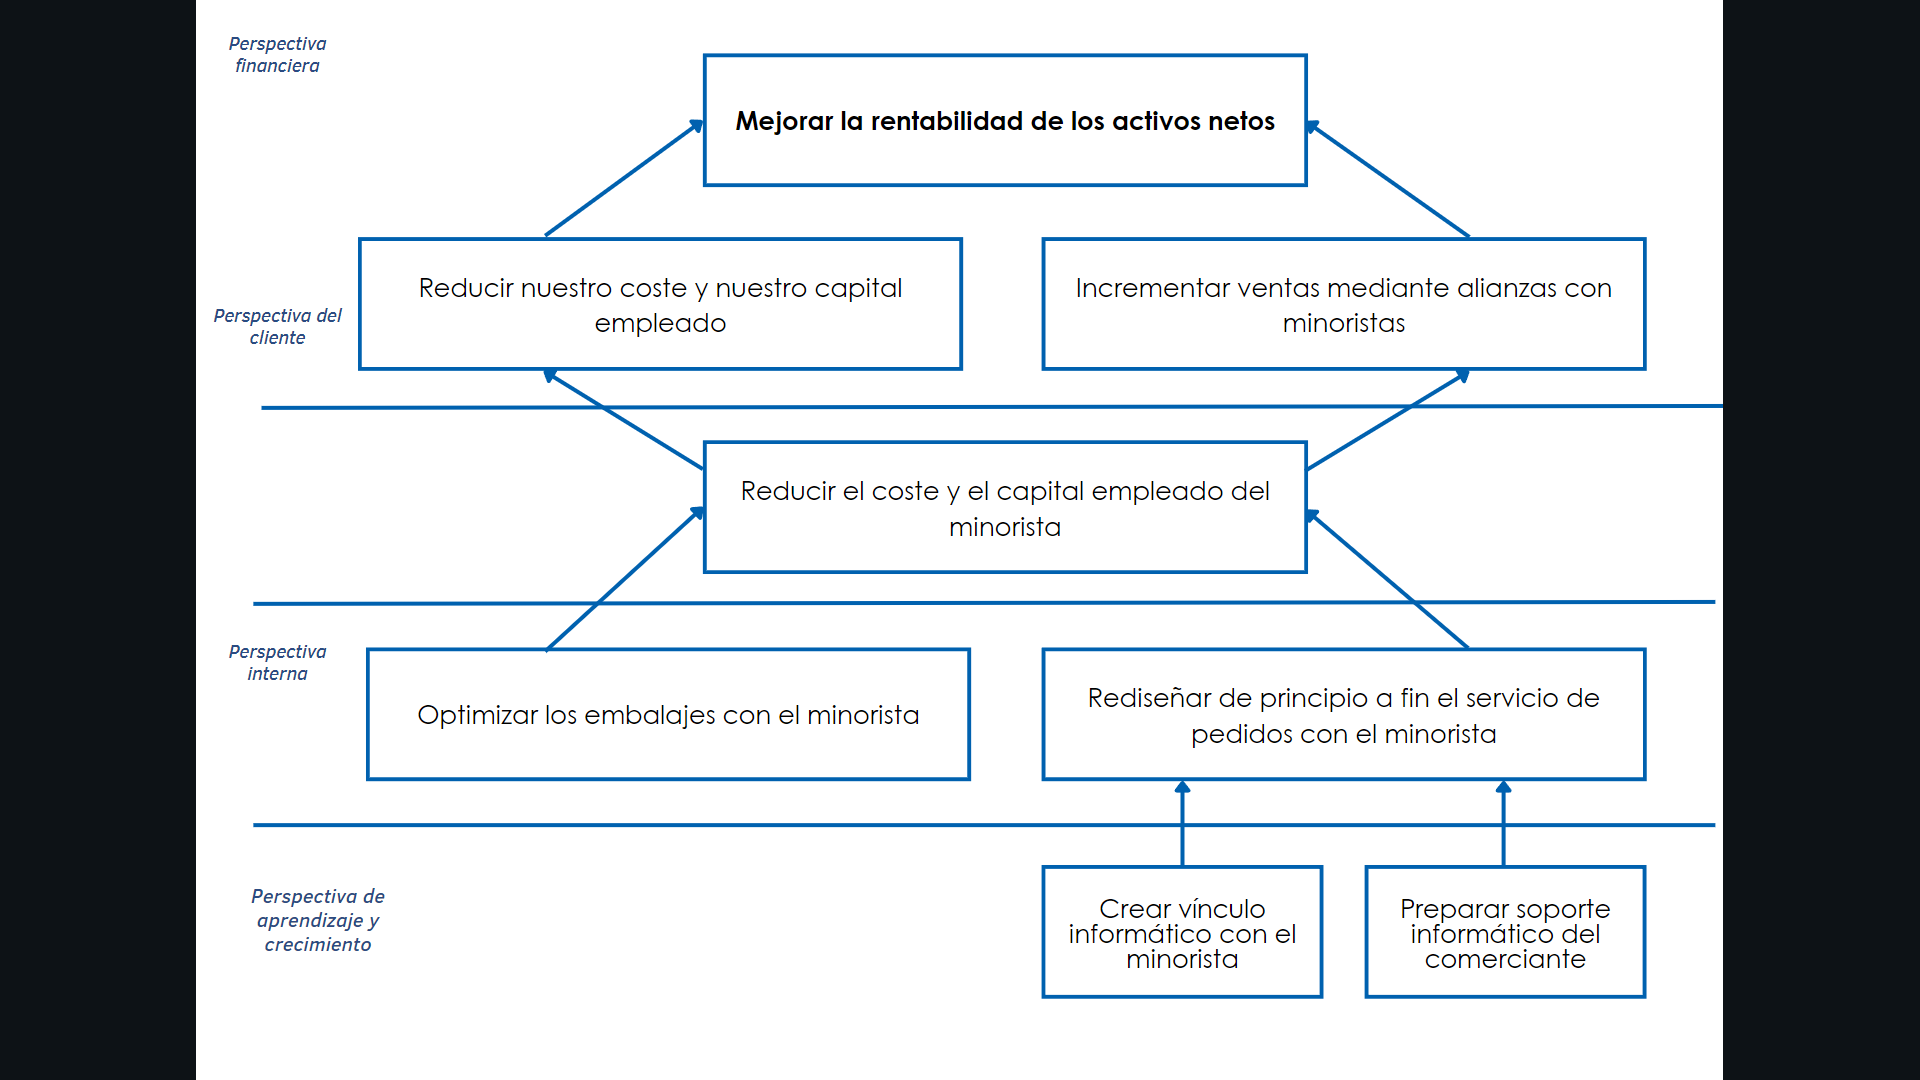 Perspectiva
financiera
Mejorar la rentabilidad de los activos netos
Reducir nuestro coste y nuestro capital
empleado
Incrementar ventas mediante alianzas con
minoristas
Perspectiva del
cliente
Reducir el coste y el capital empleado del
minorista
Perspectiva
interna
Optimizar los embalajes con el minorista
Rediseñar de principio a fin el servicio de
pedidos con el minorista
Perspectiva de
aprendizaje y
crecimiento
Crear vínculo
informático con el
minorista
Preparar soporte
informático del
comerciante